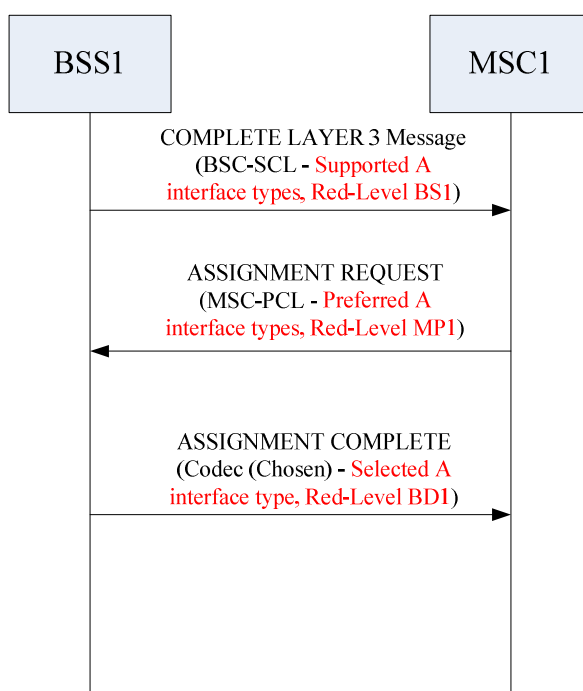 BSS1
MSC1
COMPLETE LAYER 3 Message
(BSC-SCL - Supported A
interface types, Red-Level BS1)
ASSIGNMENT REQUEST
(MSC-PCL - Preferred A
interface types, Red-Level MP1)
ASSIGNMENT COMPLETE
(Codec (Chosen) - Selected A
interface type, Red-Level BD1)